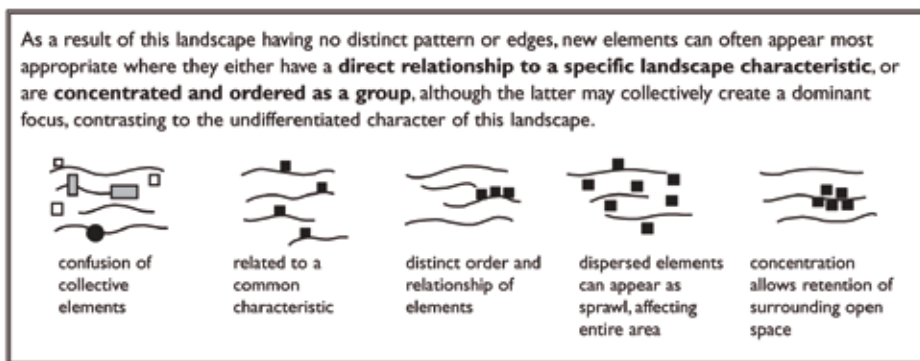 As a result of this landscape having no distinct pattern or edges, new elements can often appear most
appropriate where they either have a direct relationship to a specific landscape characteristic, or
are concentrated and ordered as a group, although the latter may collectively create a dominant
focus, contrasting to the undifferentiated character of this landscape.
confusion of
collective
elements
related to a
common
characteristic
distinct order and
relationship of
elements
dispersed elements
can appear as
sprawl, affecting
entire area
concentration
allows retention of
surrounding open
space